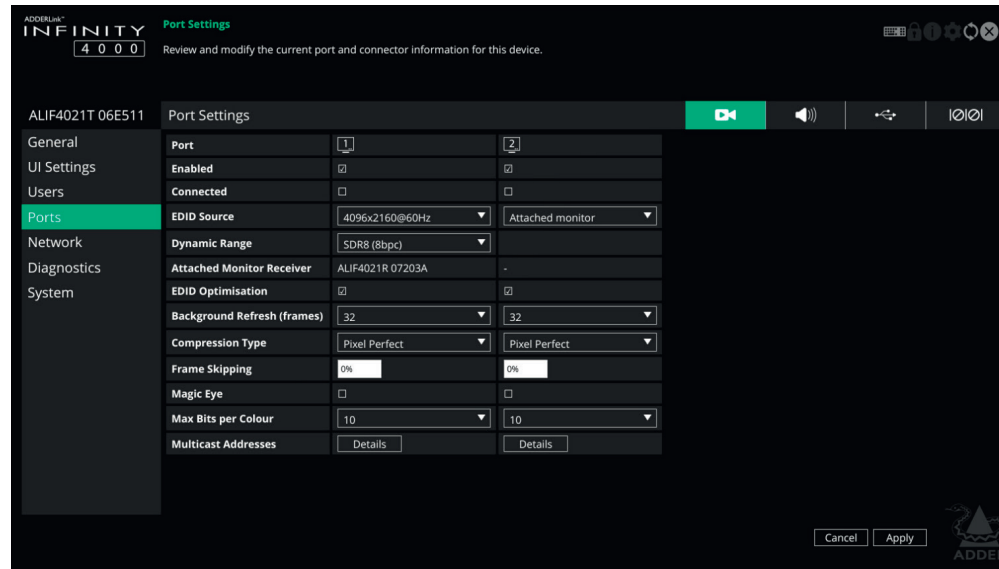 ADDERLink™
INFINITY
4000
Port Settings
Review and modify the current port and connector information for this device.
ALIF4021T 06E511
Port Settings
General
UI Settings
Users
Ports
Network
Diagnostics
System
Port 1 2
Enabled ☑ ☑
Connected ☐ ☐
EDID Source 4096x2160@60Hz ▼ Attached monitor ▼
Dynamic Range SDR8 (8bpc) ▼
Attached Monitor Receiver ALIF4021R 07203A -
EDID Optimisation ☑ ☑
Background Refresh (frames) 32 ▼ 32 ▼
Compression Type Pixel Perfect ▼ Pixel Perfect ▼
Frame Skipping 0% 0%
Magic Eye ☐ ☐
Max Bits per Colour 10 ▼ 10 ▼
Multicast Addresses Details Details
Cancel Apply
ADDE